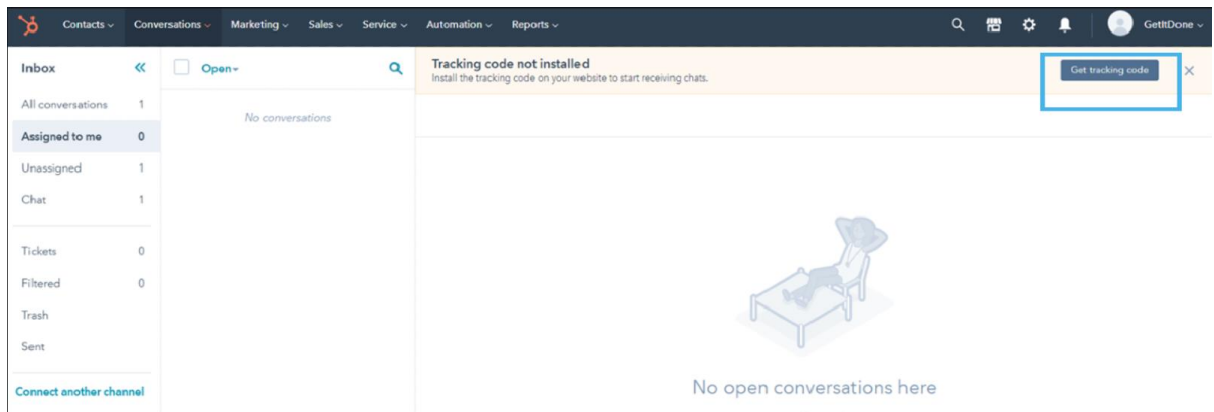 Contacts Conversations Marketing Sales Service Automation Reports GetItDone
Inbox
All conversations 1
Assigned to me 0
Unassigned 1
Chat 1
Tickets 0
Filtered 0
Trash
Sent
Connect another channel
Open
No conversations
Tracking code not installed
Install the tracking code on your website to start receiving chats.
Get tracking code
No open conversations here